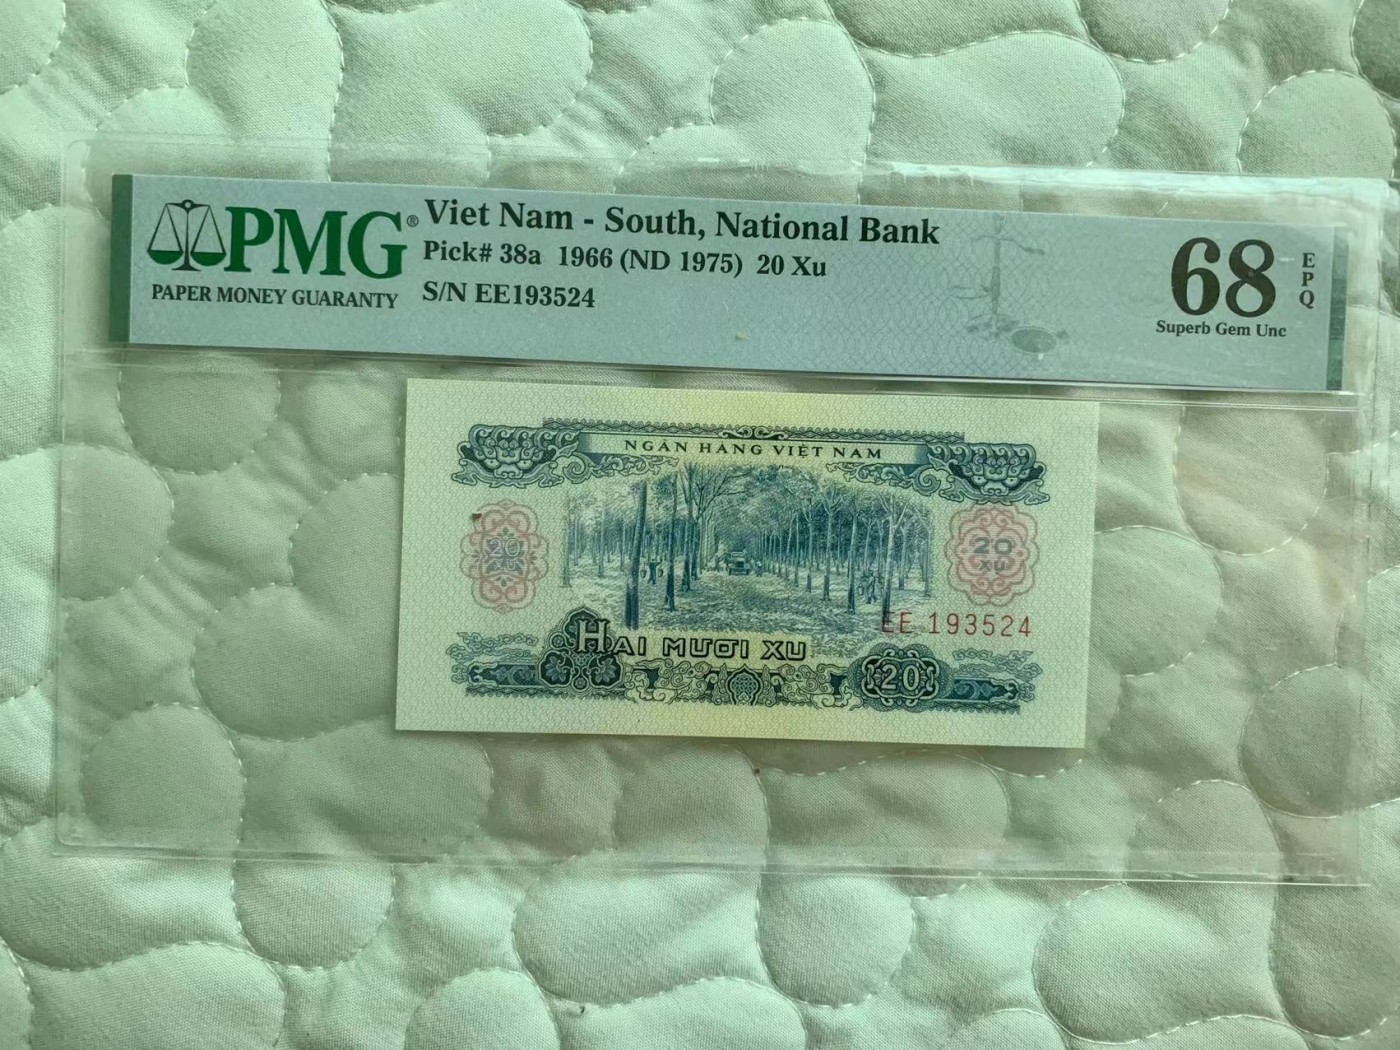 PMG®
PAPER MONEY GUARANTY
Viet Nam - South, National Bank
Pick# 38a 1966 (ND 1975) 20 Xu
S/N EE193524
68
EPQ
Superb Gem Unc
NGÂN HÀNG VIỆT NAM
20
20
XU
EE 193524
HAI MƯƠI XU
20